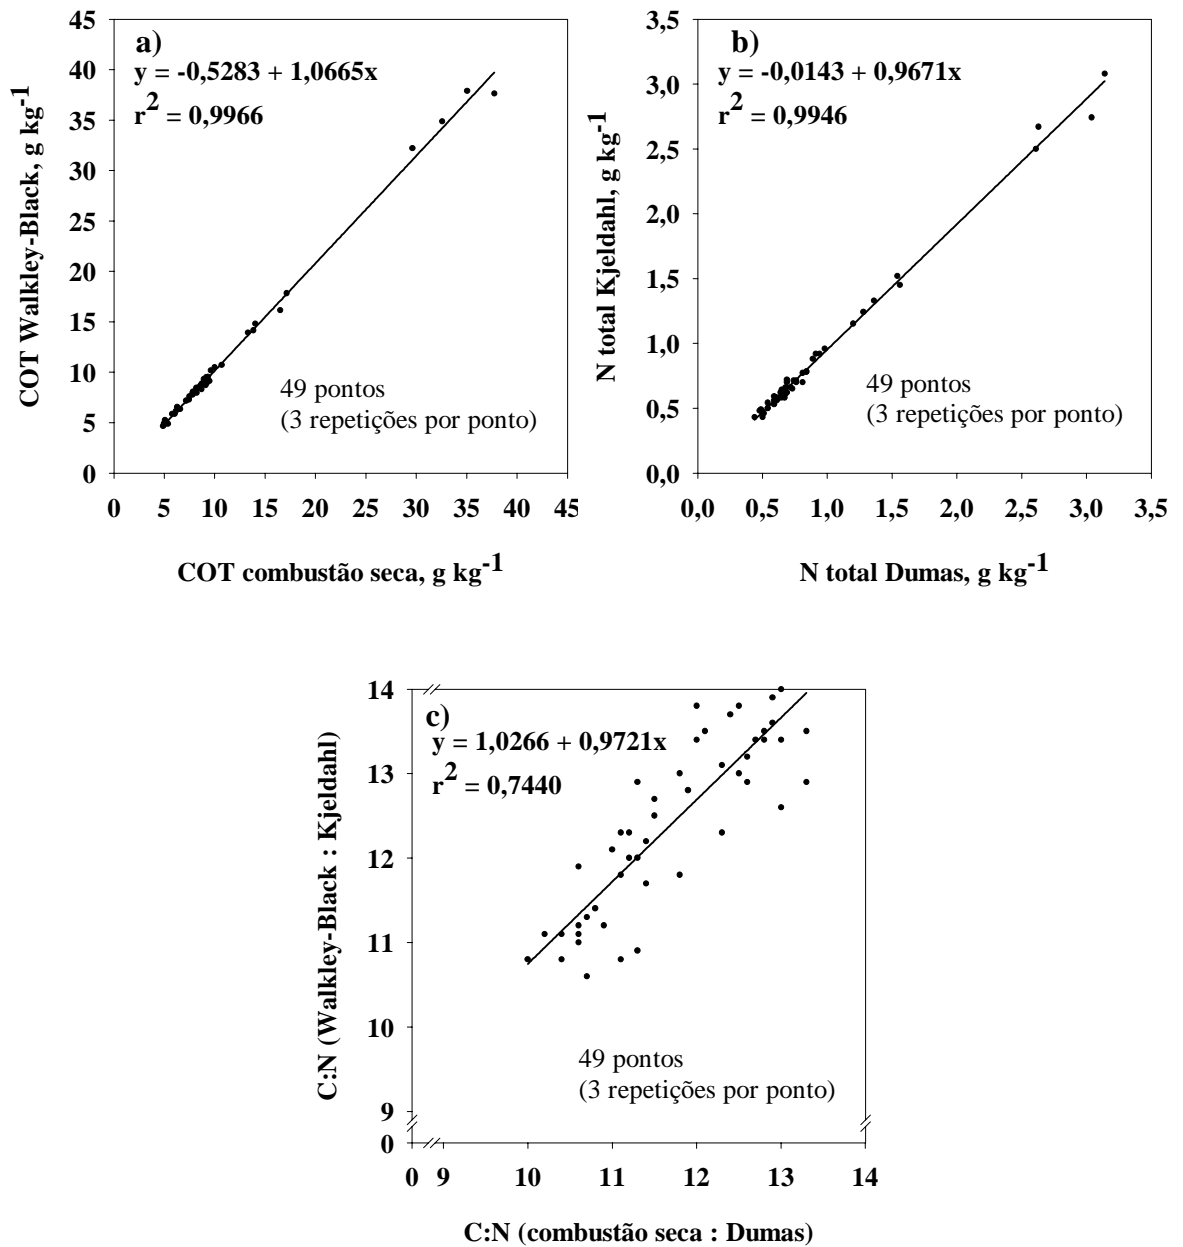 a)
y = -0,5283 + 1,0665x
r² = 0,9966
COT Walkley-Black, g kg⁻¹
45
40
35
30
25
20
15
10
5
0
49 pontos
(3 repetições por ponto)
0 5 10 15 20 25 30 35 40 45
COT combustão seca, g kg⁻¹
b)
y = -0,0143 + 0,9671x
r² = 0,9946
N total Kjeldahl, g kg⁻¹
3,5
3,0
2,5
2,0
1,5
1,0
0,5
0,0
49 pontos
(3 repetições por ponto)
0,0 0,5 1,0 1,5 2,0 2,5 3,0 3,5
N total Dumas, g kg⁻¹
c)
y = 1,0266 + 0,9721x
r² = 0,7440
C:N (Walkley-Black : Kjeldahl)
14
13
12
11
10
9
0
49 pontos
(3 repetições por ponto)
0 9 10 11 12 13 14
C:N (combustão seca : Dumas)